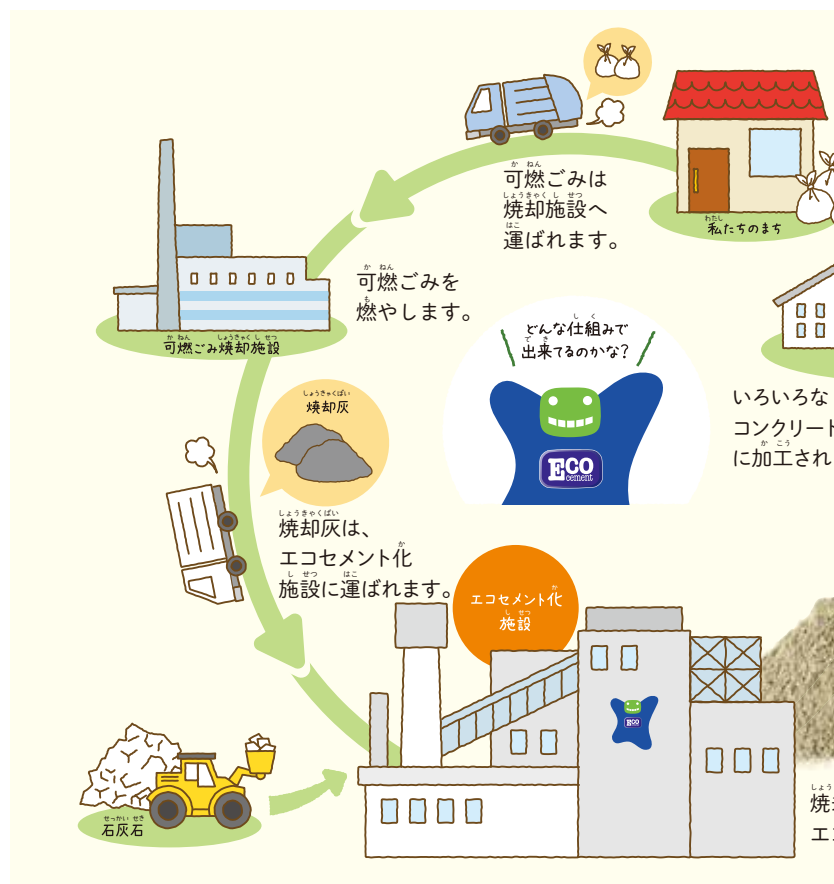 可燃ごみは
焼却施設へ
運ばれます。
私たちのまち
可燃ごみを
燃やします。
可燃ごみ焼却施設
どんな仕組みで
出来てるのかな?
ECO
cement
いろいろな
コンクリート
に加工され
焼却灰
焼却灰は、
エコセメント化
施設に運ばれます。
エコセメント化
施設
ECO
石灰石
焼
エ